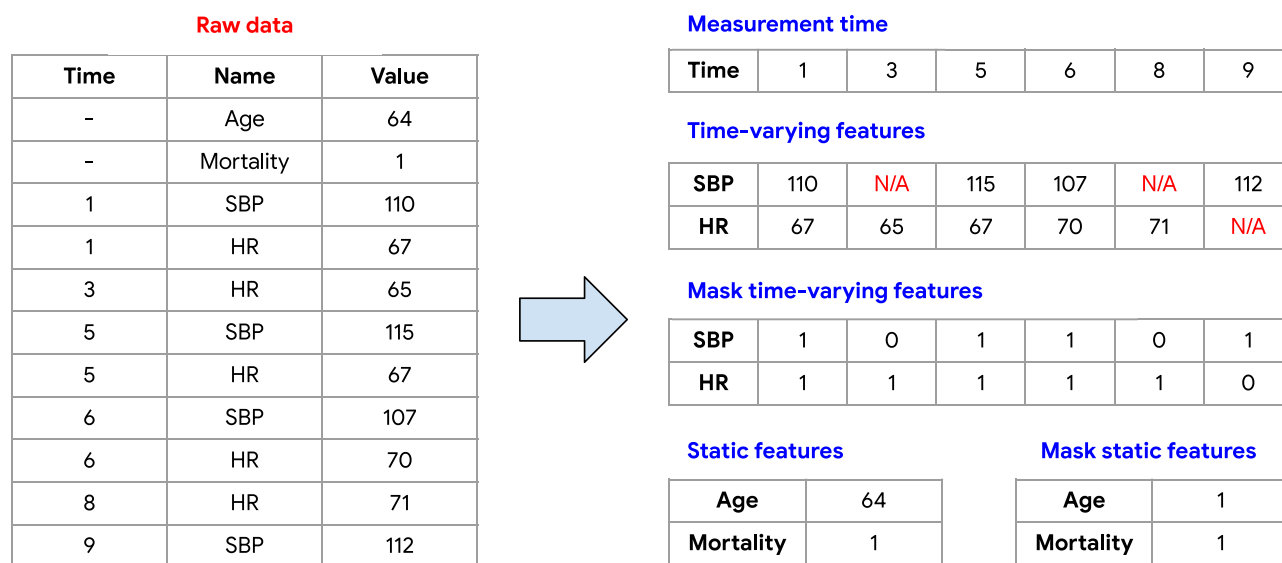 Raw data
Time Name Value
- Age 64
- Mortality 1
1 SBP 110
1 HR 67
3 HR 65
5 SBP 115
5 HR 67
6 SBP 107
6 HR 70
8 HR 71
9 SBP 112
Measurement time
Time 1 3 5 6 8 9
Time-varying features
SBP 110 N/A 115 107 N/A 112
HR 67 65 67 70 71 N/A
Mask time-varying features
SBP 1 0 1 1 0 1
HR 1 1 1 1 1 0
Static features
Age 64
Mortality 1
Mask static features
Age 1
Mortality 1